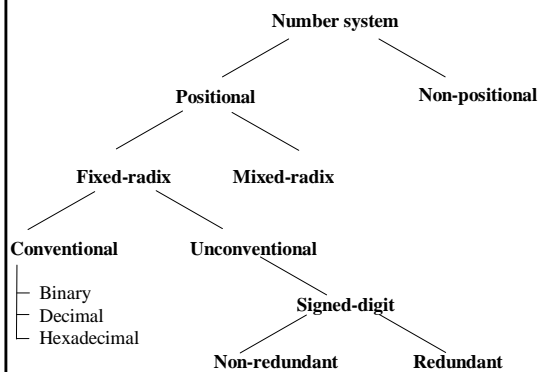 Number system
Positional
Non-positional
Fixed-radix
Mixed-radix
Conventional
Unconventional
Binary
Decimal
Hexadecimal
Signed-digit
Non-redundant
Redundant